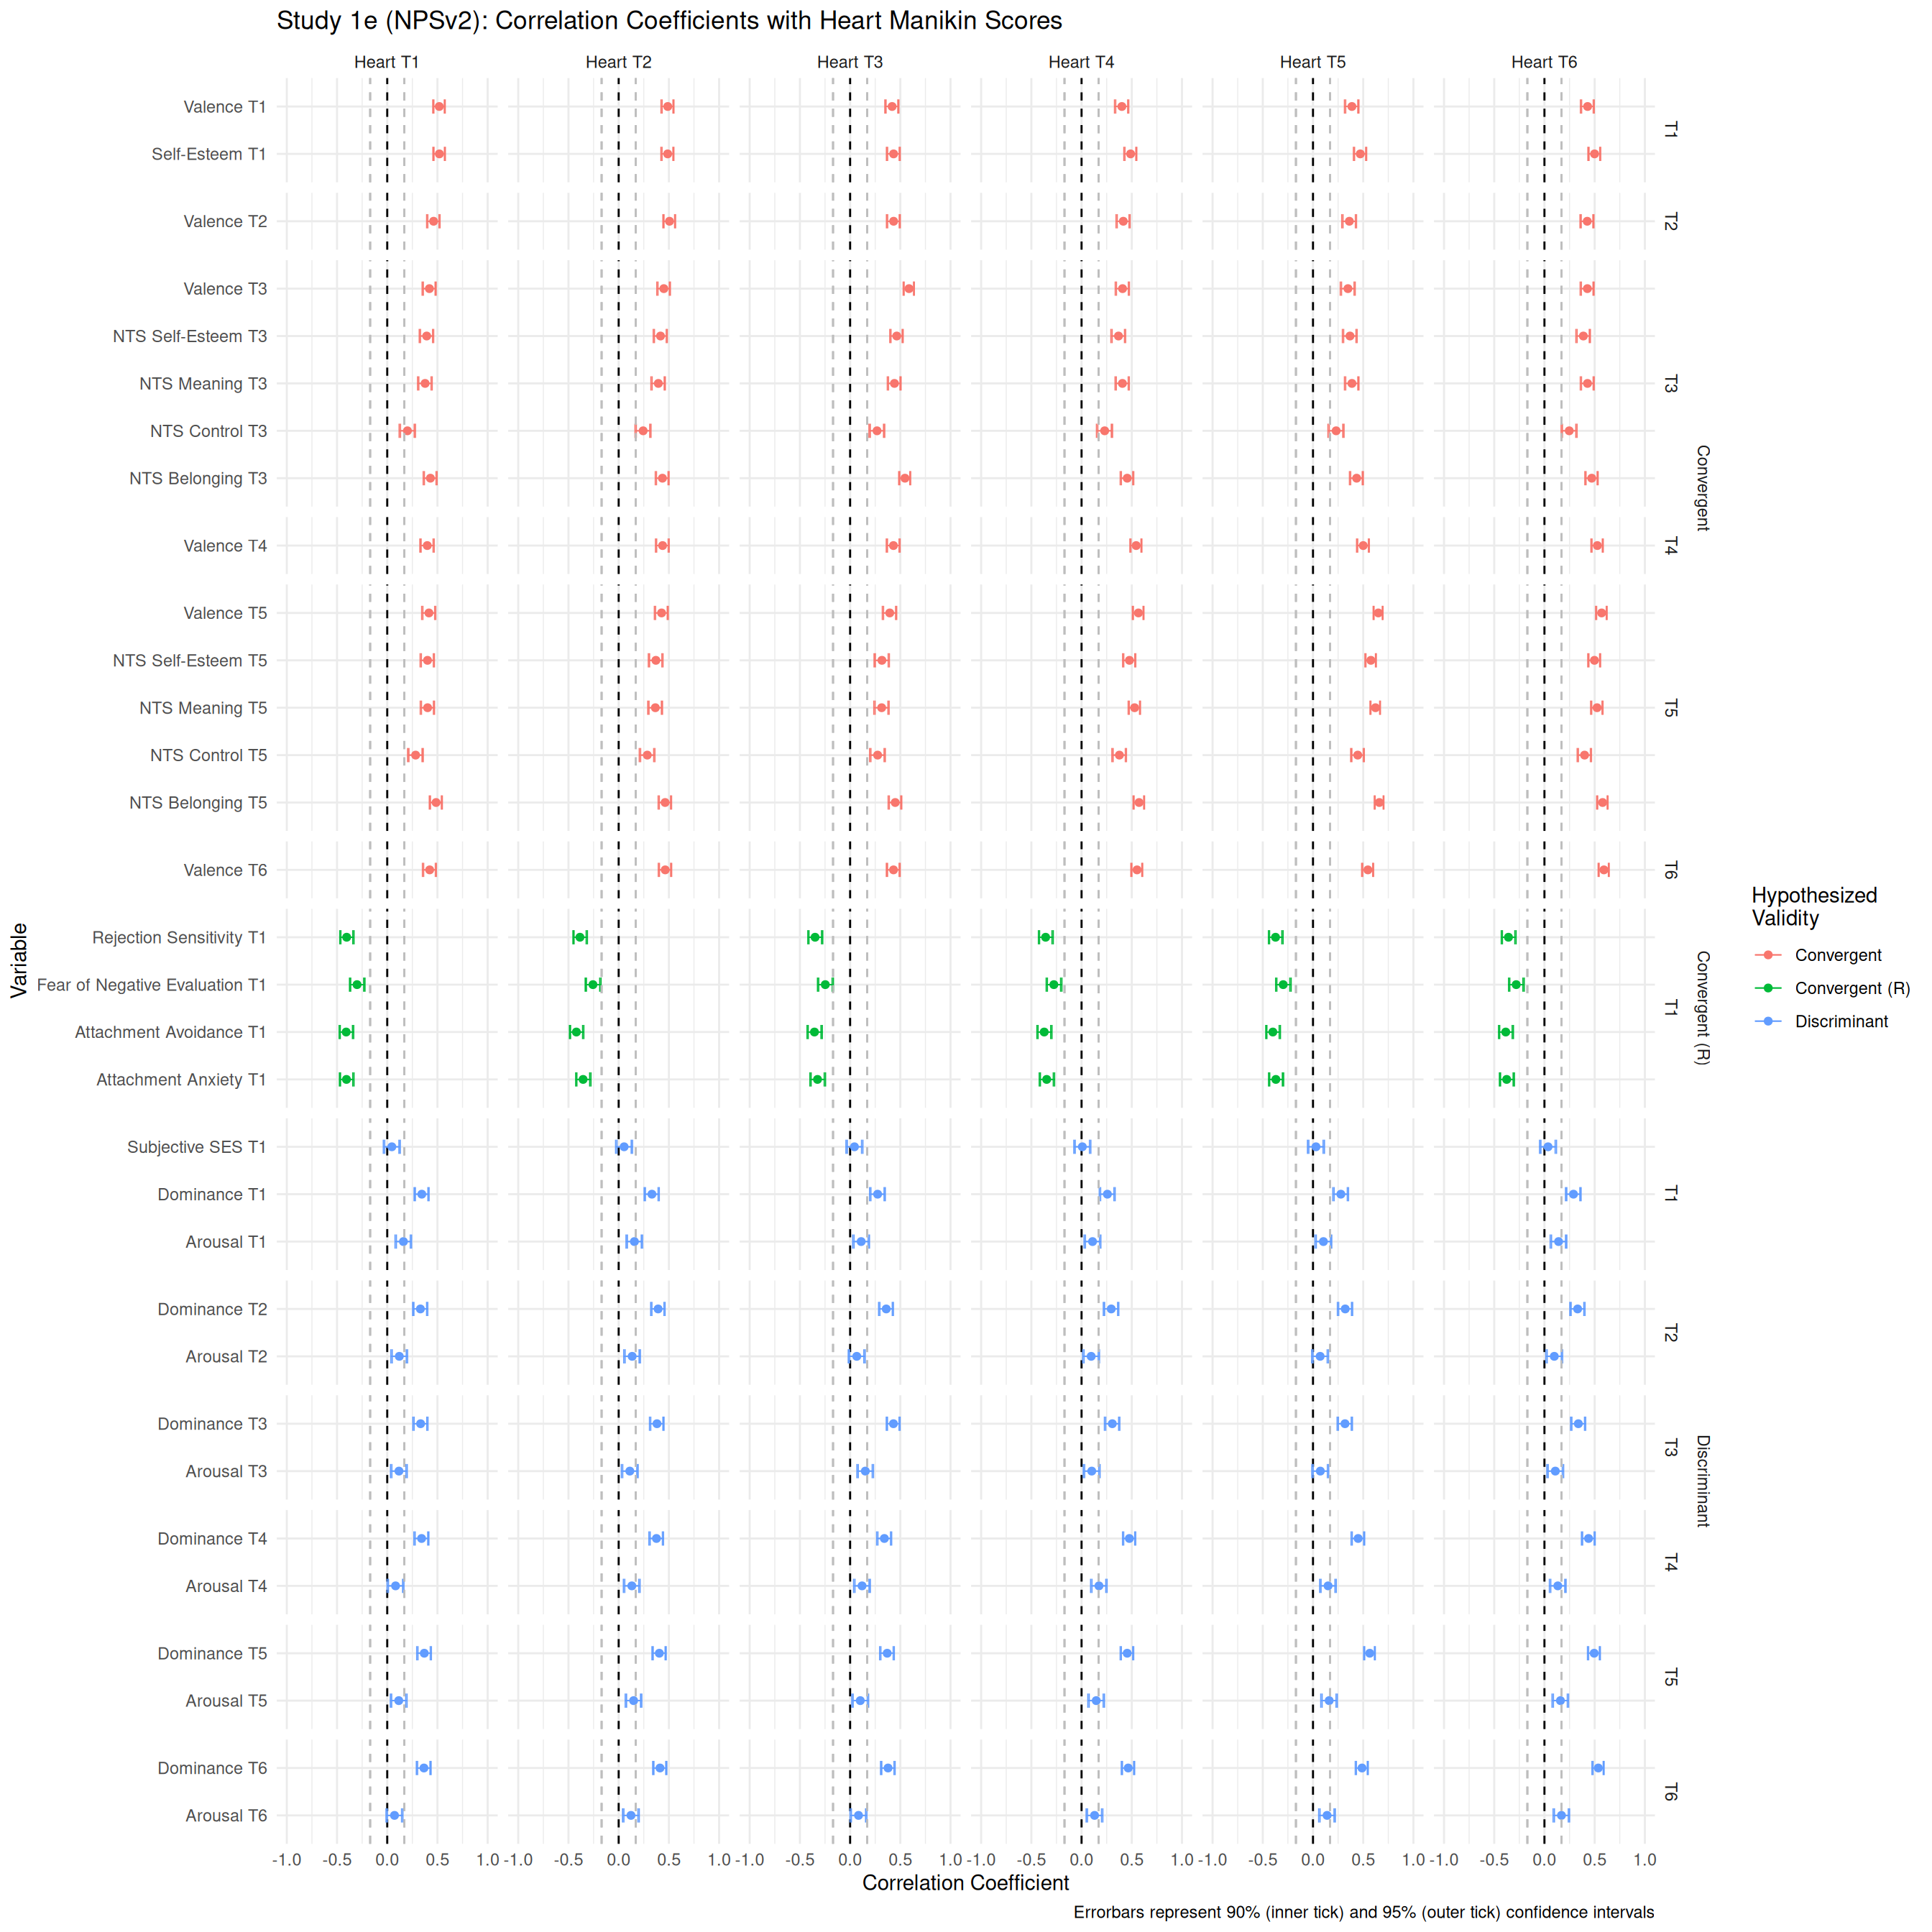 Study 1e (NPSv2): Correlation Coefficients with Heart Manikin Scores
Heart T1 Heart T2 Heart T3 Heart T4 Heart T5 Heart T6
Valence T1
Self-Esteem T1
T1
Valence T2
T2
Valence T3
NTS Self-Esteem T3
NTS Meaning T3
NTS Control T3
NTS Belonging T3
T3
Convergent
Valence T4
T4
Valence T5
NTS Self-Esteem T5
NTS Meaning T5
NTS Control T5
NTS Belonging T5
T5
Valence T6
T6
Variable
Rejection Sensitivity T1
Fear of Negative Evaluation T1
Attachment Avoidance T1
Attachment Anxiety T1
T1
Convergent (R)
Subjective SES T1
Dominance T1
Arousal T1
T1
Dominance T2
Arousal T2
T2
Dominance T3
Arousal T3
T3
Discriminant
Dominance T4
Arousal T4
T4
Dominance T5
Arousal T5
T5
Dominance T6
Arousal T6
T6
-1.0 -0.5 0.0 0.5 1.0 -1.0 -0.5 0.0 0.5 1.0 -1.0 -0.5 0.0 0.5 1.0 -1.0 -0.5 0.0 0.5 1.0 -1.0 -0.5 0.0 0.5 1.0 -1.0 -0.5 0.0 0.5 1.0
Correlation Coefficient
Errorbars represent 90% (inner tick) and 95% (outer tick) confidence intervals
Hypothesized
Validity
Convergent
Convergent (R)
Discriminant